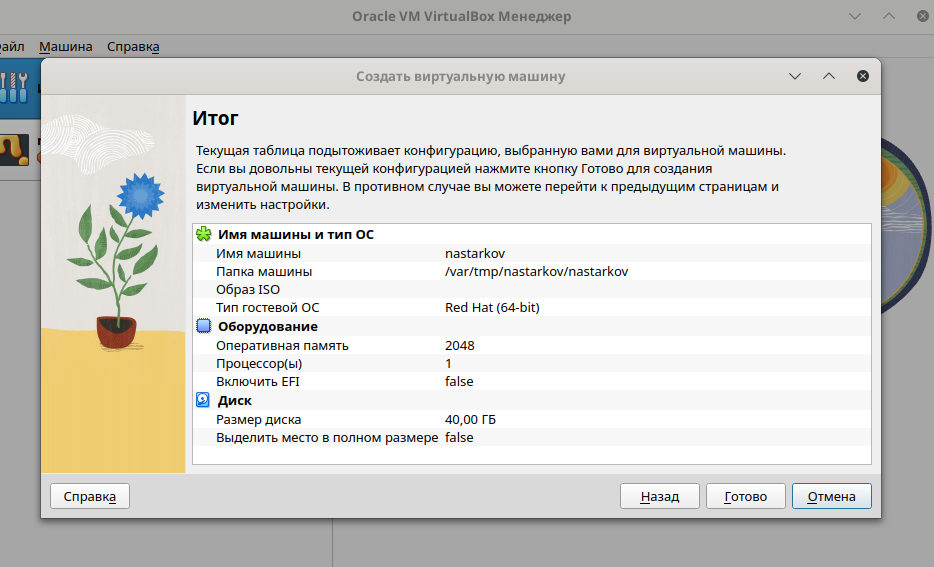 Oracle VM VirtualBox Менеджер
айл Машина Справка
Создать виртуальную машину
Итог
Текущая таблица подытоживает конфигурацию, выбранную вами для виртуальной машины.
Если вы довольны текущей конфигурацией нажмите кнопку Готово для создания
виртуальной машины. В противном случае вы можете перейти к предыдущим страницам и
изменить настройки.
Имя машины и тип ОС
Имя машины nastarkov
Папка машины /var/tmp/nastarkov/nastarkov
Образ ISO
Тип гостевой ОС Red Hat (64-bit)
Оборудование
Оперативная память 2048
Процессор(ы) 1
Включить EFI false
Диск
Размер диска 40,00 ГБ
Выделить место в полном размере false
Справка Назад Готово Отмена